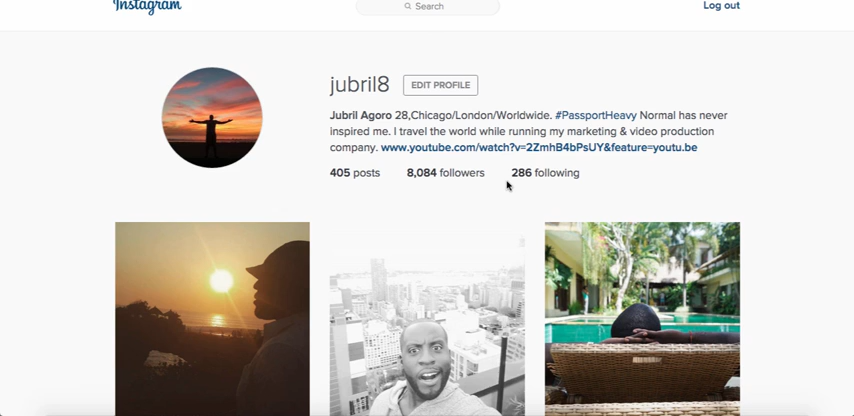 Instagram
Search
Log out
jubril8
EDIT PROFILE
Jubril Agoro 28,Chicago/London/Worldwide. #PassportHeavy Normal has never
inspired me. I travel the world while running my marketing & video production
company. www.youtube.com/watch?v=2ZmhB4bPsUY&feature=youtu.be
405 posts 8,084 followers 286 following